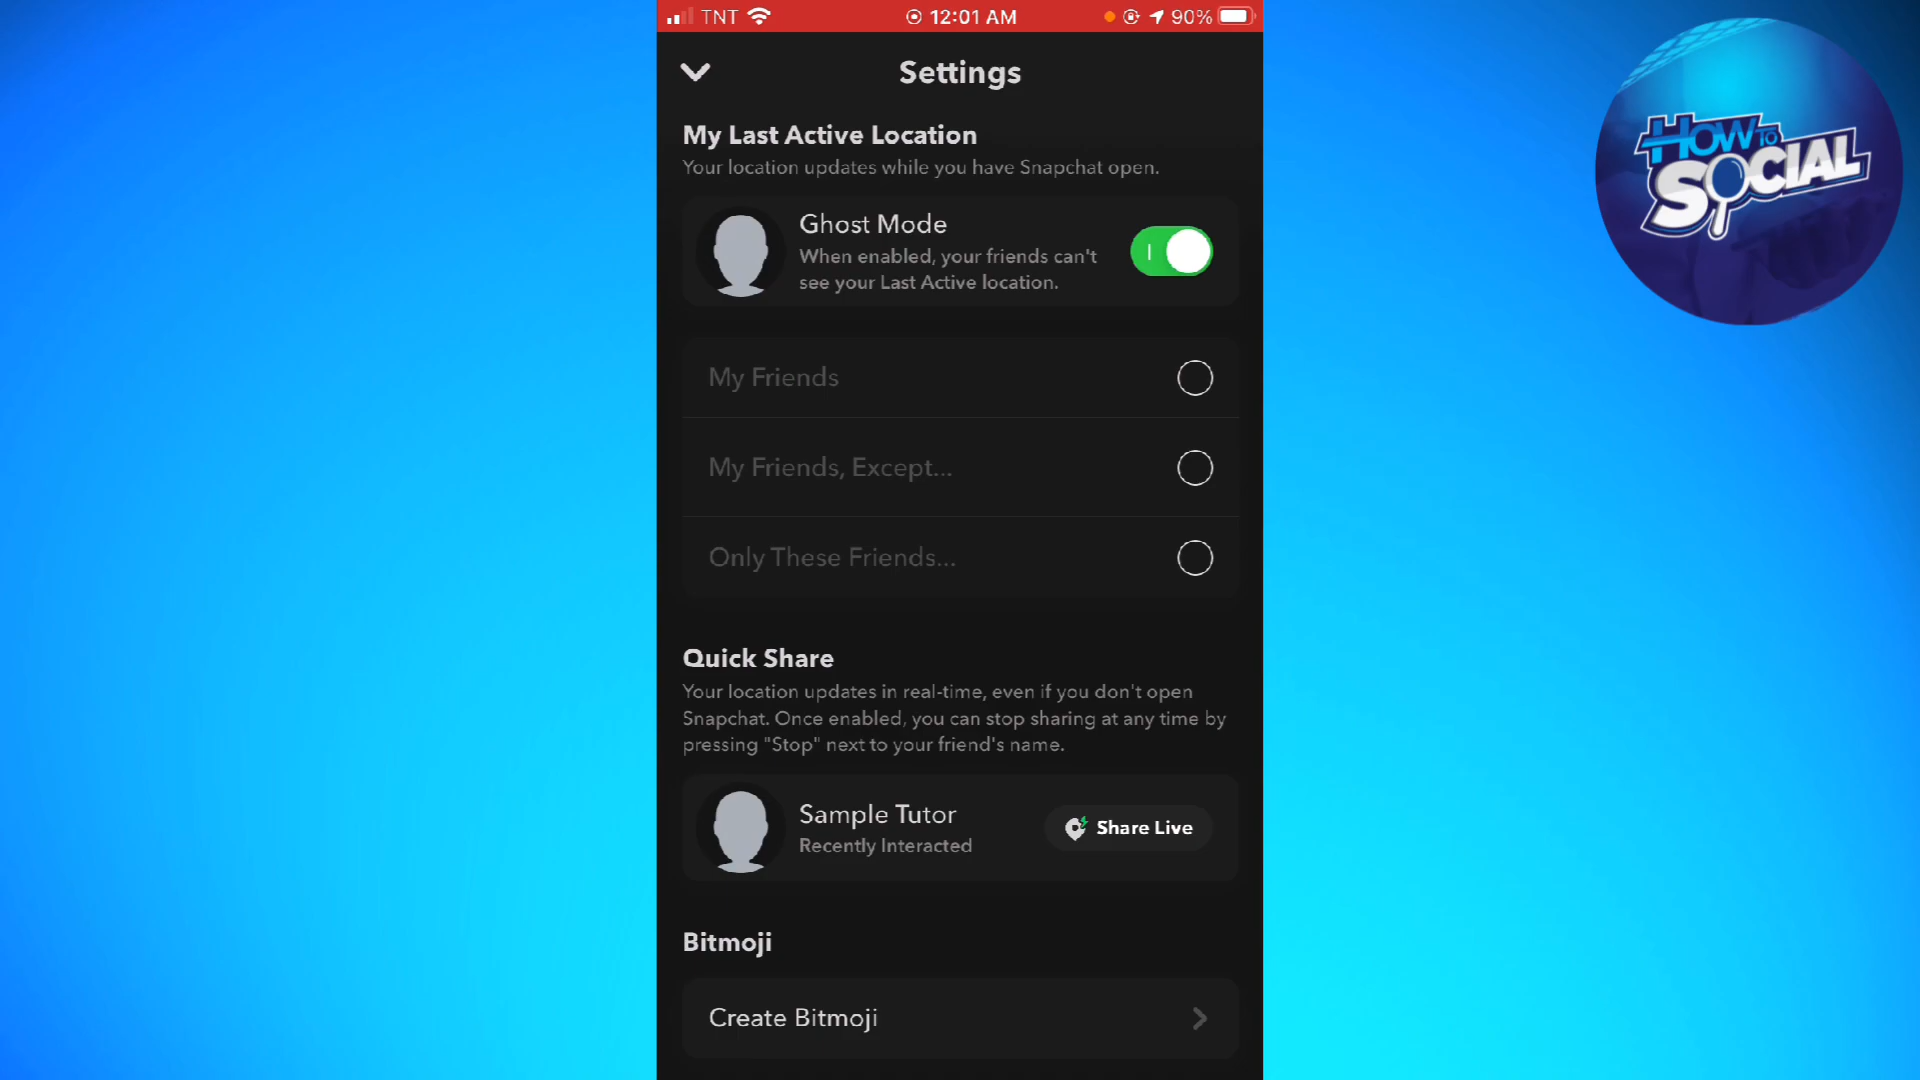 TNT
12:01 AM
90%
Settings
My Last Active Location
Your location updates while you have Snapchat open.
Ghost Mode
When enabled, your friends can't
see your Last Active location.
My Friends
My Friends, Except...
Only These Friends...
Quick Share
Your location updates in real-time, even if you don't open
Snapchat. Once enabled, you can stop sharing at any time by
pressing "Stop" next to your friend's name.
Sample Tutor
Share Live
Recently Interacted
Bitmoji
Create Bitmoji
HOW TO
SOCIAL